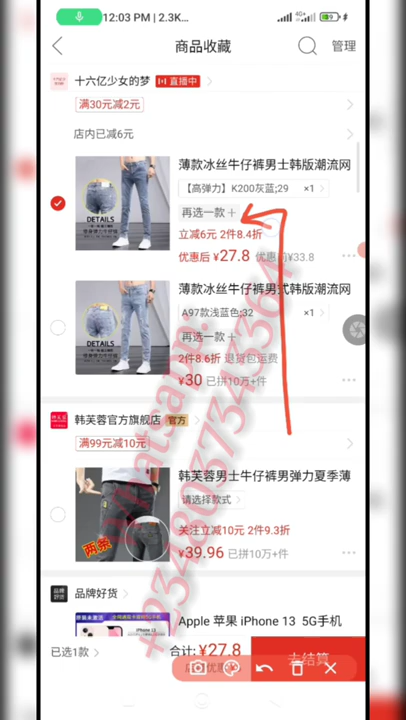 12:03 PM | 2.3K...
商品收藏
管理
十六亿少女的梦 直播中
满30元减2元
店内已减6元
薄款冰丝牛仔裤男士韩版潮流网
【高弹力】K200灰蓝;29 ×1
再选一款+
立减6元 2件8.4折
优惠后 ¥27.8 优惠前¥33.8
DETAILS
薄款冰丝牛仔裤男式韩版潮流网
A97款浅蓝色;32 ×1
再选一款+
2件8.6折 退货包运费
¥30 已拼10万+件
DETAILS
韩芙蓉官方旗舰店 官方
满99元减10元
韩芙蓉男士牛仔裤男弹力夏季薄
请选择款式
关注立减10元 2件9.3折
¥39.96 已拼10万+件
两条
品牌好货
Apple 苹果 iPhone 13 5G手机
已选1款
合计: ¥27.8
去结算
whatsapp:
+2348037343364